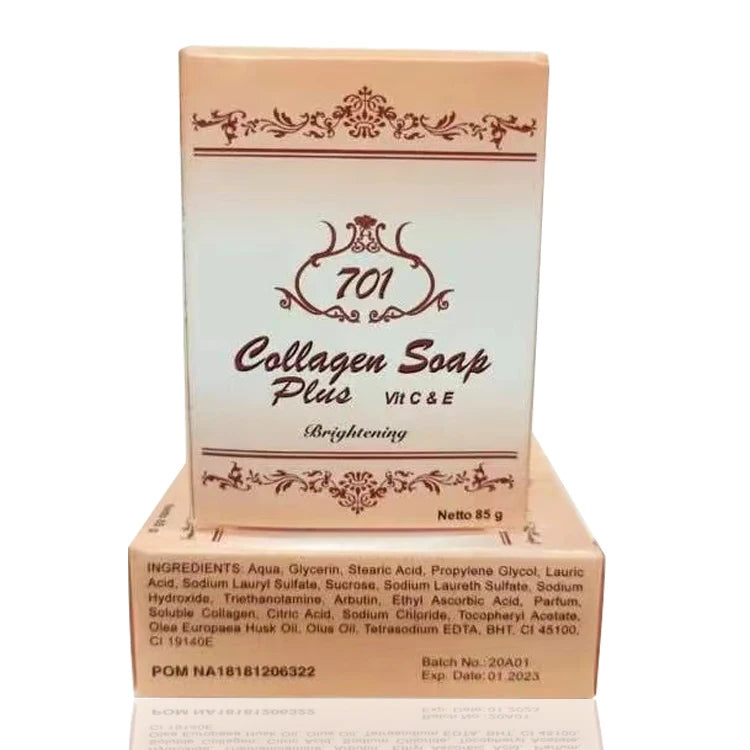 701
Collagen Soap
Plus Vit C & E
Brightening
Netto 85 g
INGREDIENTS: Aqua, Glycerin, Stearic Acid, Propylene Glycol, Lauric
Acid, Sodium Lauryl Sulfate, Sucrose, Sodium Laureth Sulfate, Sodium
Hydroxide, Triethanolamine, Arbutin, Ethyl Ascorbic Acid, Parfum,
Soluble Collagen, Citric Acid, Sodium Chloride, Tocopheryl Acetate,
Olea Europaea Husk Oil, Olus Oil, Tetrasodium EDTA, BHT, CI 45100,
CI 19140E
POM NA18181206322
Batch No.: 20A01
Exp. Date: 01 2023